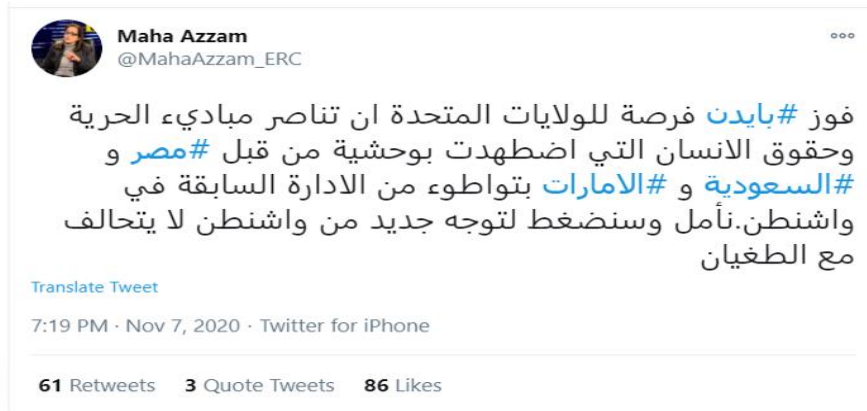 Maha Azzam
@MahaAzzam_ERC
فوز #بايدن فرصة للولايات المتحدة ان تناصر مباديء الحرية
وحقوق الانسان التي اضطهدت بوحشية من قبل #مصر و
#السعودية و #الامارات بتواطوء من الادارة السابقة في
واشنطن.نأمل وسنضغط لتوجه جديد من واشنطن لا يتحالف
مع الطغيان
Translate Tweet
7:19 PM · Nov 7, 2020 · Twitter for iPhone
61 Retweets 3 Quote Tweets 86 Likes